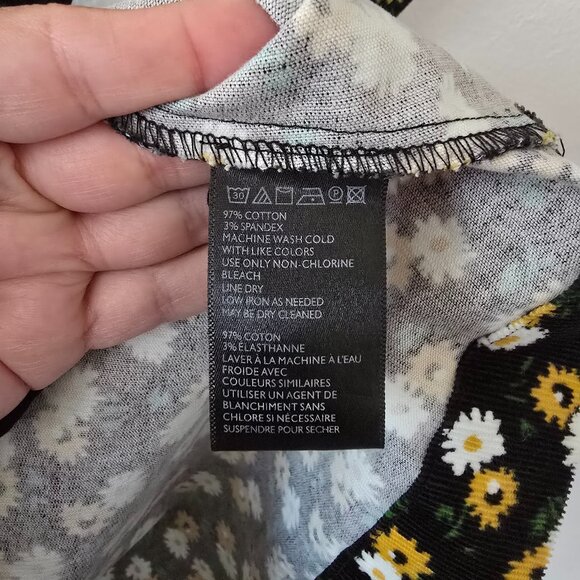 30
P
97% COTTON
3% SPANDEX
MACHINE WASH COLD
WITH LIKE COLORS
USE ONLY NON-CHLORINE
BLEACH
LINE DRY
LOW IRON AS NEEDED
MAY BE DRY CLEANED
97% COTON
3% ÉLASTHANNE
LAVER À LA MACHINE À L'EAU
FROIDE AVEC
COULEURS SIMILAIRES
UTILISER UN AGENT DE
BLANCHIMENT SANS
CHLORE SI NÉCESSAIRE
SUSPENDRE POUR SECHER